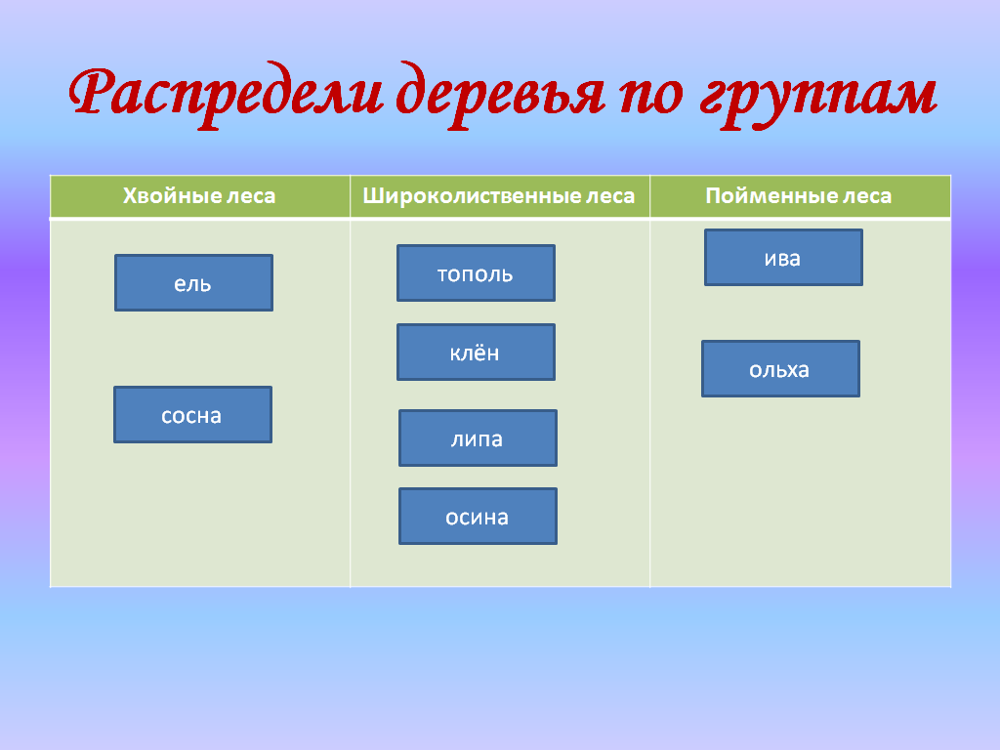 Распредели деревья по группам
Хвойные леса
Широколиственные леса
Пойменные леса
ель
сосна
тополь
клён
липа
осина
ива
ольха